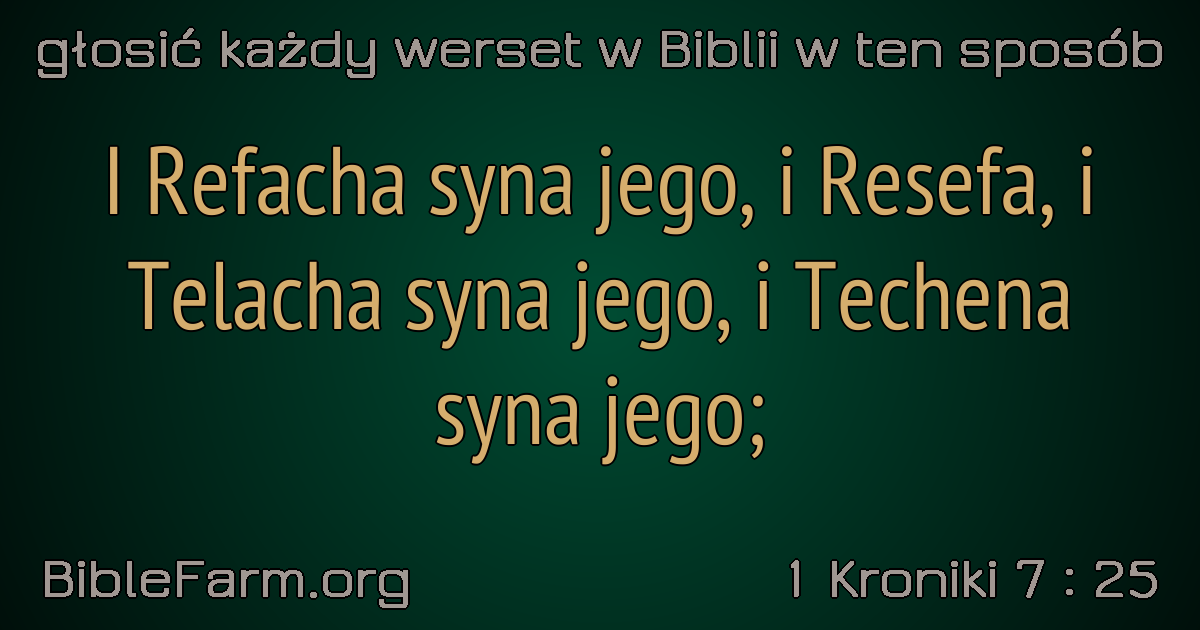 głosić każdy werset w Biblii w ten sposób
I Refacha syna jego, i Resefa, i
Telacha syna jego, i Techena
syna jego;
BibleFarm.org
1 Kroniki 7 : 25